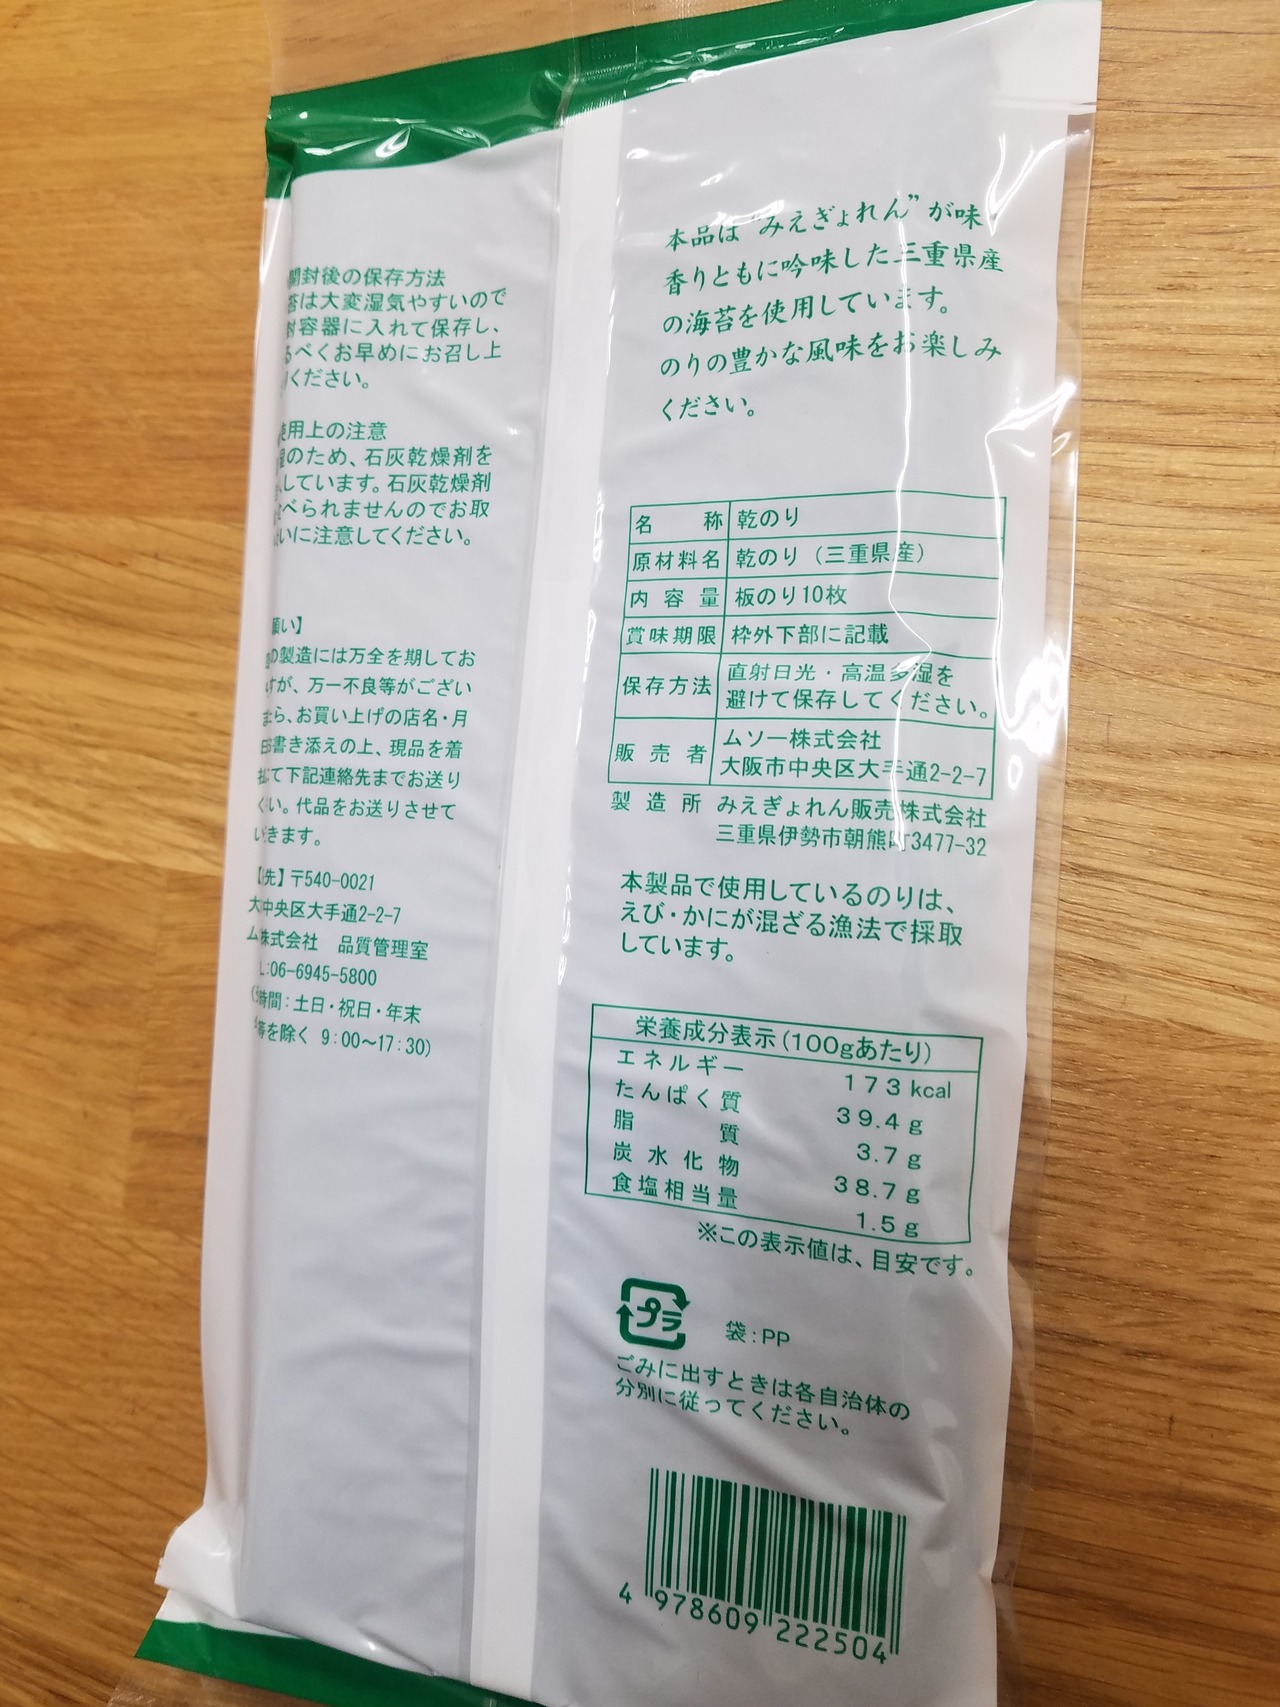 開封後の保存方法
苔は大変湿気やすいので
封容器に入れて保存し、
るべくお早めにお召し上
ください。
使用上の注意
湿のため、石灰乾燥剤を
しています。石灰乾燥剤
食べられませんのでお取
いに注意してください。
願い】
の製造には万全を期してお
すが、万一不良等がござい
たら、お買い上げの店名・月
日書き添えの上、現品を着
にて下記連絡先までお送り
い。代品をお送りさせて
きます。
先】〒540-0021
大中央区大手通2-2-7
ム株式会社 品質管理室
L:06-6945-5800
時間:土日・祝日・年末
等を除く 9:00～17:30)
本品は“みえぎょれん”が味・
香りともに吟味した三重県産
の海苔を使用しています。
のりの豊かな風味をお楽しみ
ください。
名称 乾のり
原材料名 乾のり（三重県産）
内容量 板のり10枚
賞味期限 枠外下部に記載
保存方法 直射日光・高温多湿を
避けて保存してください。
販売者 ムソー株式会社
大阪市中央区大手通2-2-7
製造所 みえぎょれん販売株式会社
三重県伊勢市朝熊町3477-32
本製品で使用しているのりは、
えび・かにが混ざる漁法で採取
しています。
栄養成分表示(100gあたり)
エネルギー 173kcal
たんぱく質 39.4g
脂質 3.7g
炭水化物 38.7g
食塩相当量 1.5g
※この表示値は、目安です。
プラ 袋:PP
ごみに出すときは各自治体の
分別に従ってください。
4 978609 222504